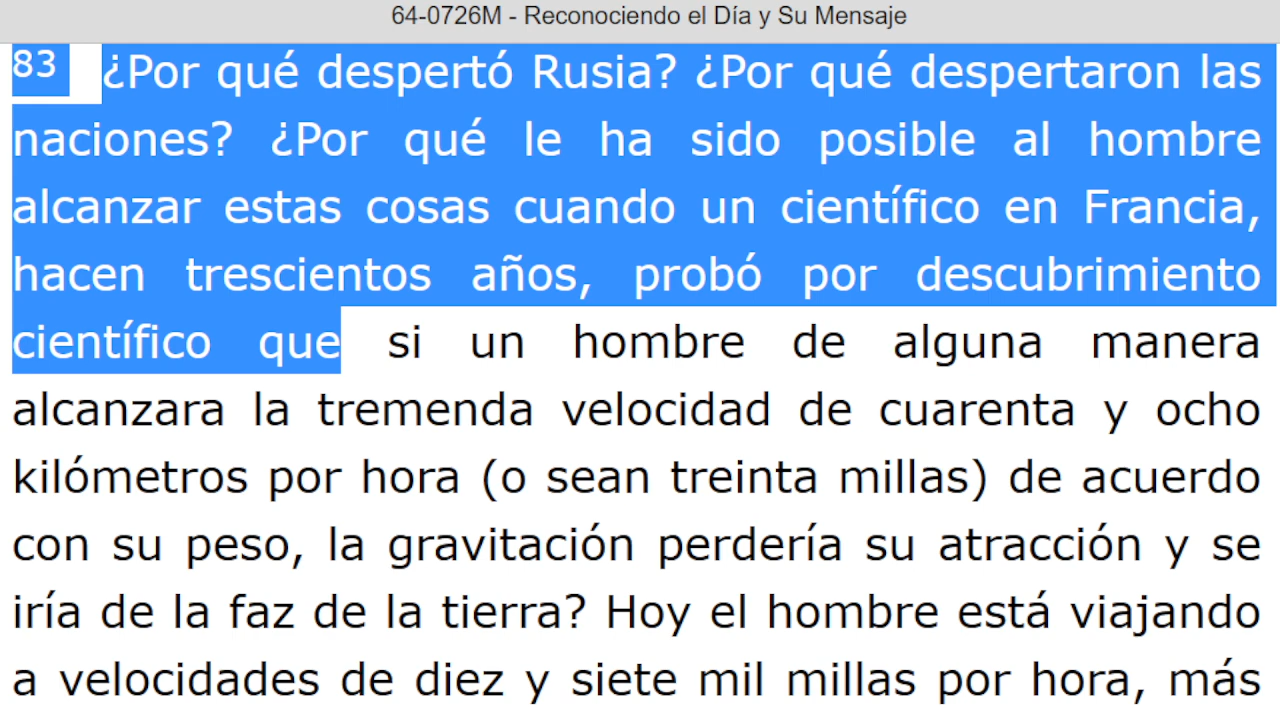 64-0726M - Reconociendo el Día y Su Mensaje
83 ¿Por qué despertó Rusia? ¿Por qué despertaron las
naciones? ¿Por qué le ha sido posible al hombre
alcanzar estas cosas cuando un científico en Francia,
hacen trescientos años, probó por descubrimiento
científico que si un hombre de alguna manera
alcanzara la tremenda velocidad de cuarenta y ocho
kilómetros por hora (o sean treinta millas) de acuerdo
con su peso, la gravitación perdería su atracción y se
iría de la faz de la tierra? Hoy el hombre está viajando
a velocidades de diez y siete mil millas por hora, más